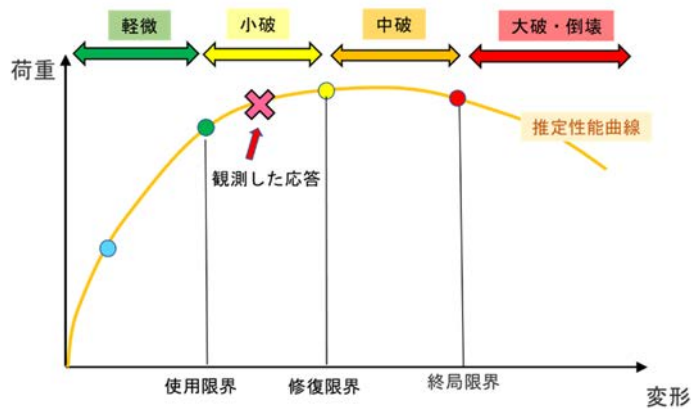 軽微
小破
中破
大破・倒壊
荷重
推定性能曲線
観測した応答
使用限界
修復限界
終局限界
変形